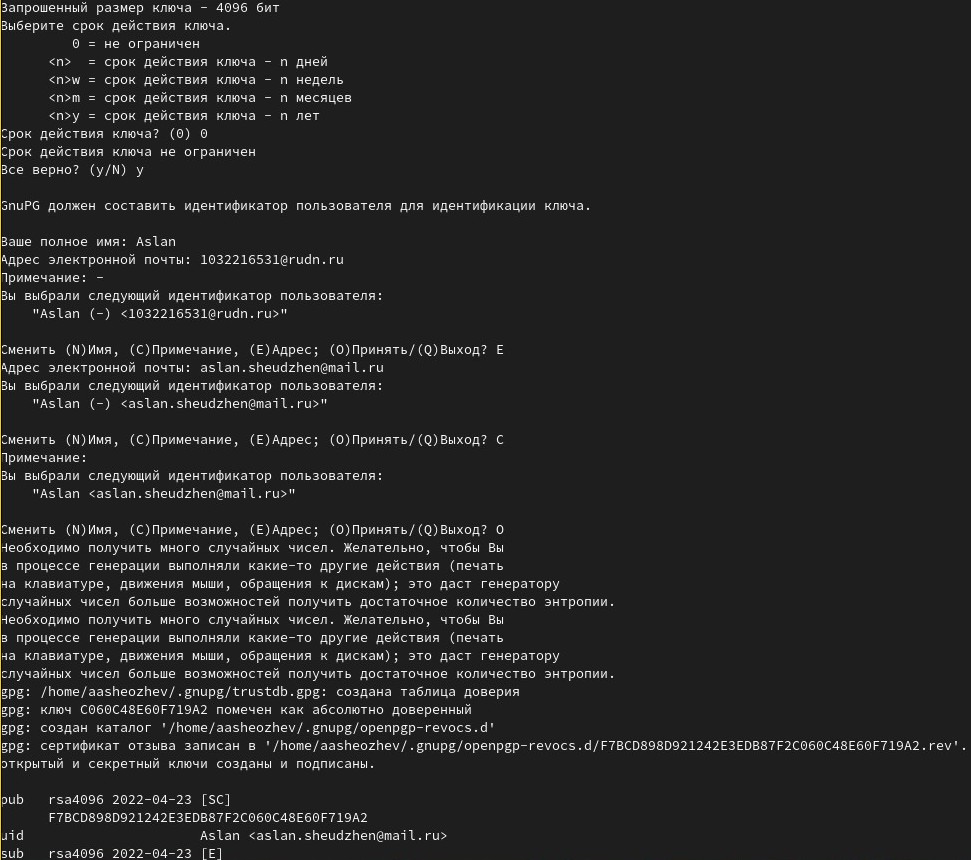 Запрошенный размер ключа - 4096 бит
Выберите срок действия ключа.
0 = не ограничен
<n> = срок действия ключа - n дней
<n>w = срок действия ключа - n недель
<n>m = срок действия ключа - n месяцев
<n>y = срок действия ключа - n лет
Срок действия ключа? (0) 0
Срок действия ключа не ограничен
Все верно? (y/N) y
GnuPG должен составить идентификатор пользователя для идентификации ключа.
Ваше полное имя: Aslan
Адрес электронной почты: 1032216531@rudn.ru
Примечание: -
Вы выбрали следующий идентификатор пользователя:
"Aslan (-) <1032216531@rudn.ru>"
Сменить (N)Имя, (C)Примечание, (E)Адрес; (O)Принять/(Q)Выход? E
Адрес электронной почты: aslan.sheudzhen@mail.ru
Вы выбрали следующий идентификатор пользователя:
"Aslan (-) <aslan.sheudzhen@mail.ru>"
Сменить (N)Имя, (C)Примечание, (E)Адрес; (O)Принять/(Q)Выход? C
Примечание:
Вы выбрали следующий идентификатор пользователя:
"Aslan <aslan.sheudzhen@mail.ru>"
Сменить (N)Имя, (C)Примечание, (E)Адрес; (O)Принять/(Q)Выход? O
Необходимо получить много случайных чисел. Желательно, чтобы Вы
в процессе генерации выполняли какие-то другие действия (печать
на клавиатуре, движения мыши, обращения к дискам); это даст генератору
случайных чисел больше возможностей получить достаточное количество энтропии.
Необходимо получить много случайных чисел. Желательно, чтобы Вы
в процессе генерации выполняли какие-то другие действия (печать
на клавиатуре, движения мыши, обращения к дискам); это даст генератору
случайных чисел больше возможностей получить достаточное количество энтропии.
gpg: /home/aasheozhev/.gnupg/trustdb.gpg: создана таблица доверия
gpg: ключ C060C48E60F719A2 помечен как абсолютно доверенный
gpg: создан каталог '/home/aasheozhev/.gnupg/openpgp-revocs.d'
gpg: сертификат отзыва записан в '/home/aasheozhev/.gnupg/openpgp-revocs.d/F7BCD898D921242E3EDB87F2C060C48E60F719A2.rev'.
открытый и секретный ключи созданы и подписаны.
pub rsa4096 2022-04-23 [SC]
F7BCD898D921242E3EDB87F2C060C48E60F719A2
uid Aslan <aslan.sheudzhen@mail.ru>
sub rsa4096 2022-04-23 [E]